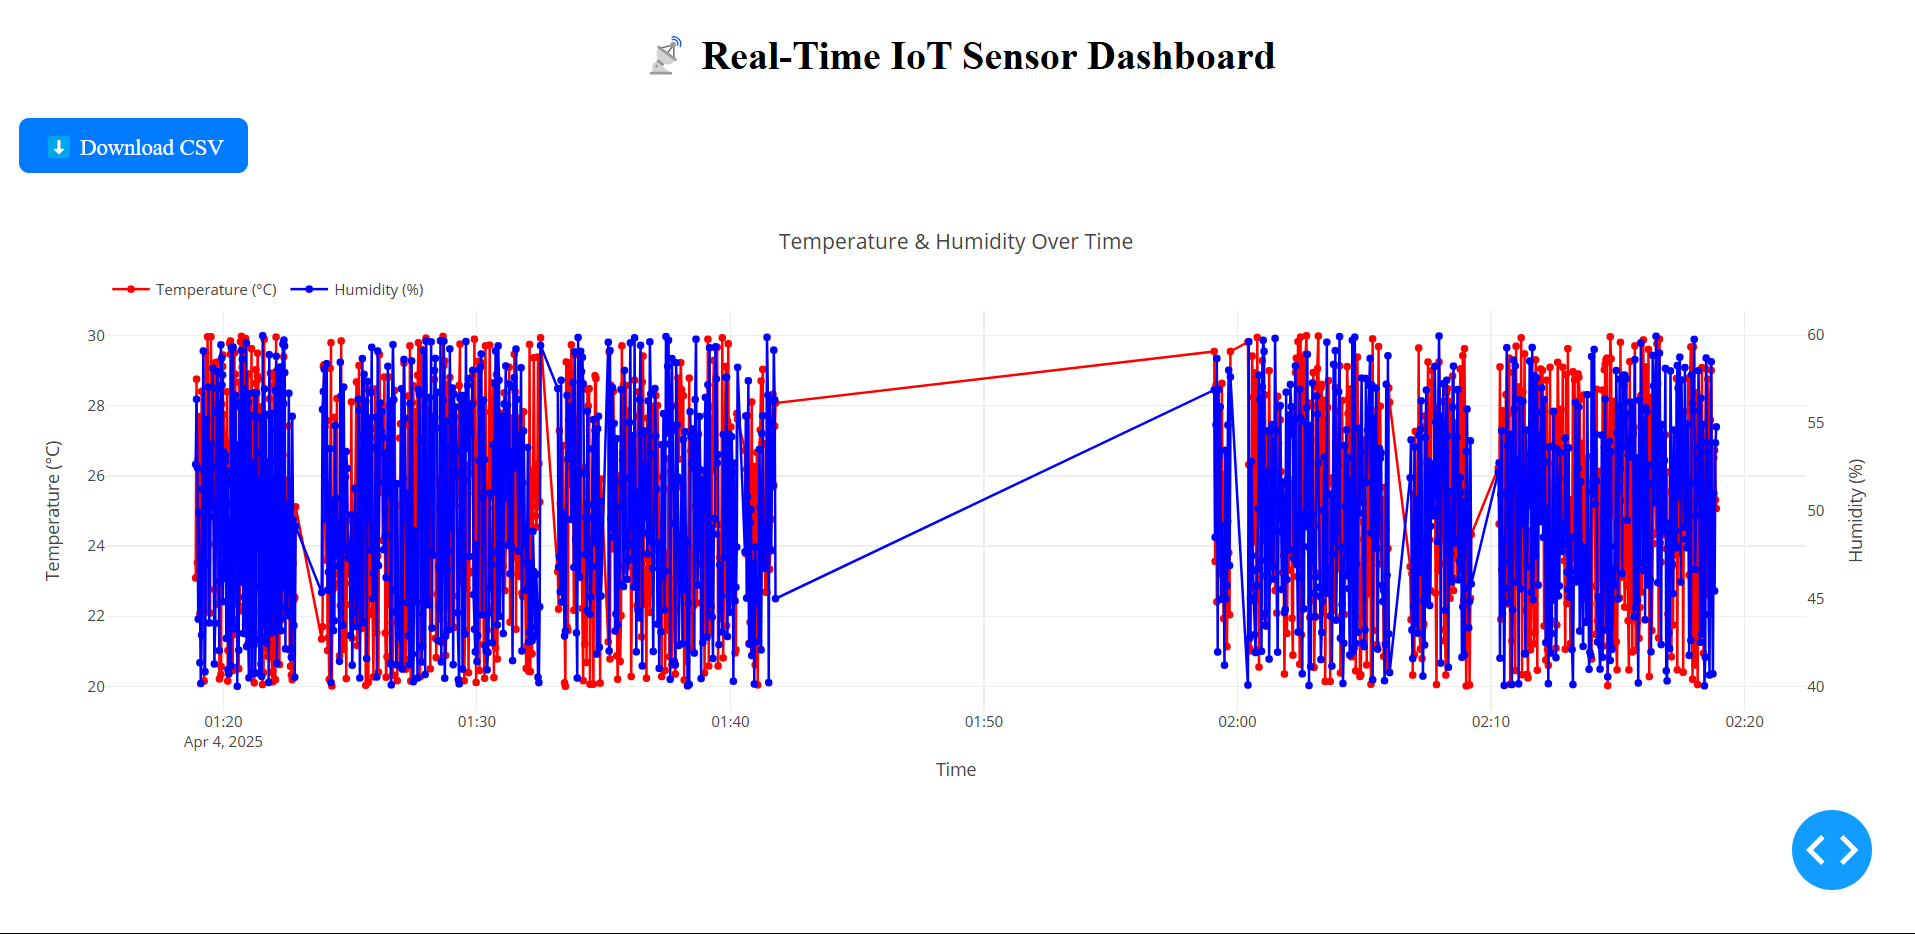 Real-Time IoT Sensor Dashboard
Download CSV
Temperature & Humidity Over Time
Temperature (°C) Humidity (%)
Temperature (°C)
30
28
26
24
22
20
60
55
50
45
40
Humidity (%)
01:20 01:30 01:40 01:50 02:00 02:10 02:20
Apr 4, 2025
Time